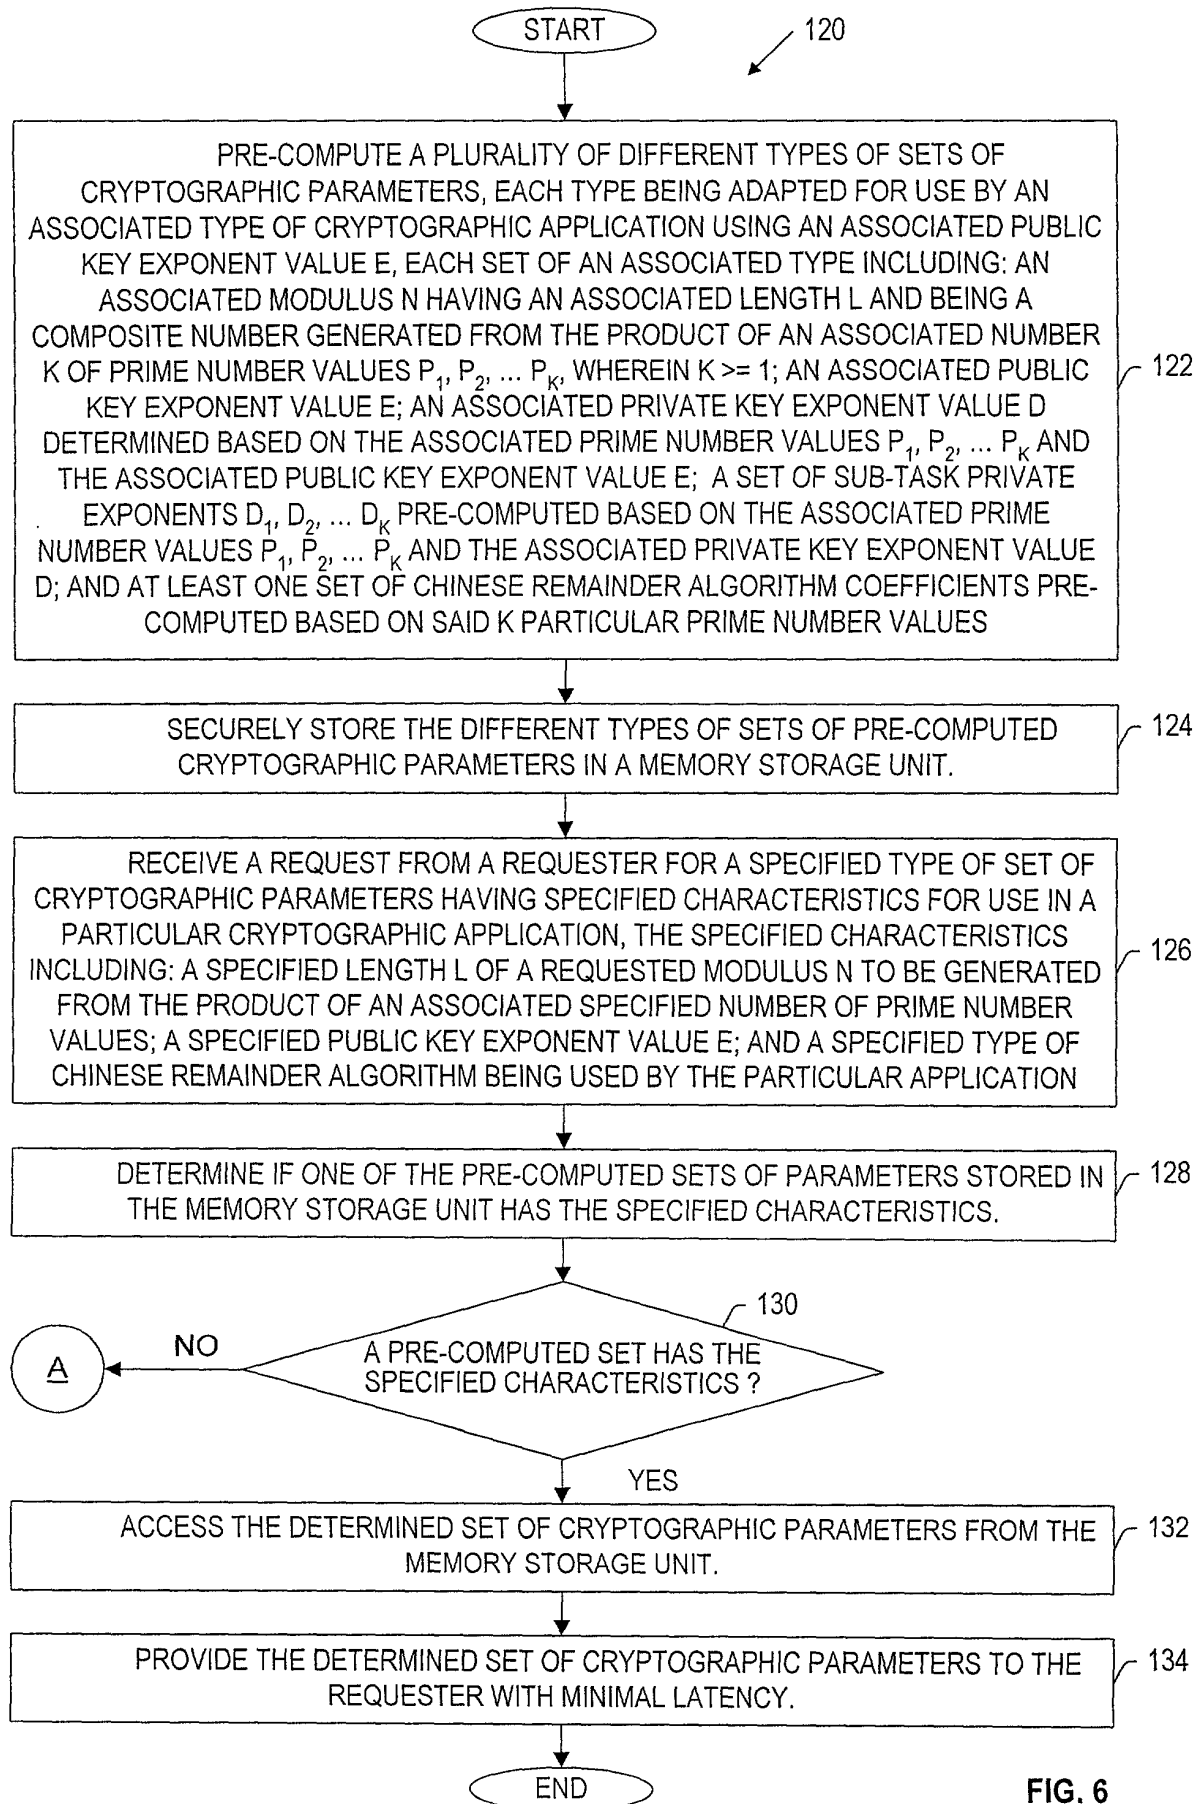 START
120
PRE-COMPUTE A PLURALITY OF DIFFERENT TYPES OF SETS OF
CRYPTOGRAPHIC PARAMETERS, EACH TYPE BEING ADAPTED FOR USE BY AN
ASSOCIATED TYPE OF CRYPTOGRAPHIC APPLICATION USING AN ASSOCIATED PUBLIC
KEY EXPONENT VALUE E, EACH SET OF AN ASSOCIATED TYPE INCLUDING: AN
ASSOCIATED MODULUS N HAVING AN ASSOCIATED LENGTH L AND BEING A
COMPOSITE NUMBER GENERATED FROM THE PRODUCT OF AN ASSOCIATED NUMBER
K OF PRIME NUMBER VALUES P₁, P₂, ... Pₖ, WHEREIN K >= 1; AN ASSOCIATED PUBLIC
KEY EXPONENT VALUE E; AN ASSOCIATED PRIVATE KEY EXPONENT VALUE D
DETERMINED BASED ON THE ASSOCIATED PRIME NUMBER VALUES P₁, P₂, ... Pₖ AND
THE ASSOCIATED PUBLIC KEY EXPONENT VALUE E; A SET OF SUB-TASK PRIVATE
EXPONENTS D₁, D₂, ... Dₖ PRE-COMPUTED BASED ON THE ASSOCIATED PRIME
NUMBER VALUES P₁, P₂, ... Pₖ AND THE ASSOCIATED PRIVATE KEY EXPONENT VALUE
D; AND AT LEAST ONE SET OF CHINESE REMAINDER ALGORITHM COEFFICIENTS PRE-
COMPUTED BASED ON SAID K PARTICULAR PRIME NUMBER VALUES
122
SECURELY STORE THE DIFFERENT TYPES OF SETS OF PRE-COMPUTED
CRYPTOGRAPHIC PARAMETERS IN A MEMORY STORAGE UNIT.
124
RECEIVE A REQUEST FROM A REQUESTER FOR A SPECIFIED TYPE OF SET OF
CRYPTOGRAPHIC PARAMETERS HAVING SPECIFIED CHARACTERISTICS FOR USE IN A
PARTICULAR CRYPTOGRAPHIC APPLICATION, THE SPECIFIED CHARACTERISTICS
INCLUDING: A SPECIFIED LENGTH L OF A REQUESTED MODULUS N TO BE GENERATED
FROM THE PRODUCT OF AN ASSOCIATED SPECIFIED NUMBER OF PRIME NUMBER
VALUES; A SPECIFIED PUBLIC KEY EXPONENT VALUE E; AND A SPECIFIED TYPE OF
CHINESE REMAINDER ALGORITHM BEING USED BY THE PARTICULAR APPLICATION
126
DETERMINE IF ONE OF THE PRE-COMPUTED SETS OF PARAMETERS STORED IN
THE MEMORY STORAGE UNIT HAS THE SPECIFIED CHARACTERISTICS.
128
130
A PRE-COMPUTED SET HAS THE
SPECIFIED CHARACTERISTICS ?
NO
A
YES
ACCESS THE DETERMINED SET OF CRYPTOGRAPHIC PARAMETERS FROM THE
MEMORY STORAGE UNIT.
132
PROVIDE THE DETERMINED SET OF CRYPTOGRAPHIC PARAMETERS TO THE
REQUESTER WITH MINIMAL LATENCY.
134
END
FIG. 6